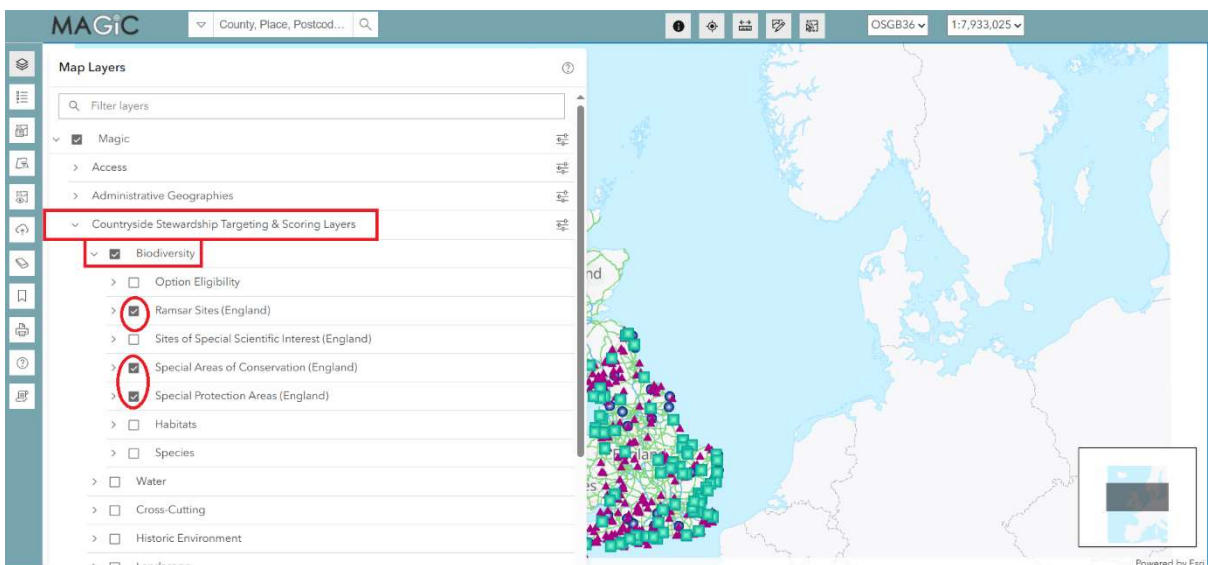 MAGiC
County, Place, Postcod...
OSGB36
1:7,933,025
Map Layers
Filter layers
Magic
Access
Administrative Geographies
Countryside Stewardship Targeting & Scoring Layers
Biodiversity
Option Eligibility
Ramsar Sites (England)
Sites of Special Scientific Interest (England)
Special Areas of Conservation (England)
Special Protection Areas (England)
Habitats
Species
Water
Cross-Cutting
Historic Environment
nd
Powered by Esri